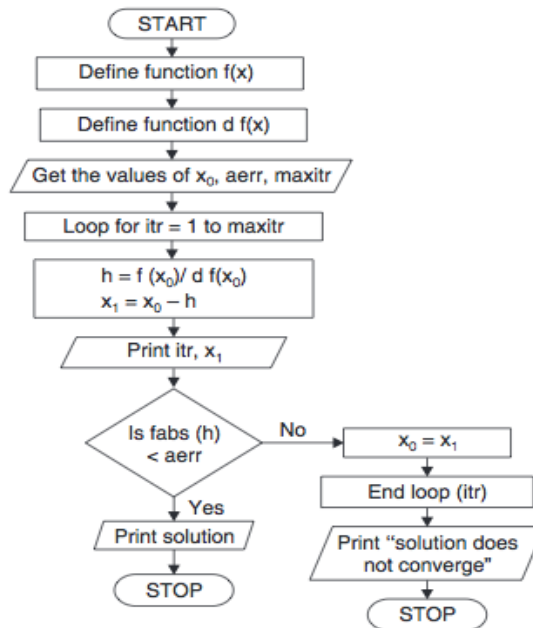 START
Define function f(x)
Define function d f(x)
Get the values of x₀, aerr, maxitr
Loop for itr = 1 to maxitr
h = f (x₀)/ d f(x₀)
x₁ = x₀ – h
Print itr, x₁
Is fabs (h)
< aerr
No
x₀ = x₁
End loop (itr)
Print “solution does
not converge”
STOP
Yes
Print solution
STOP